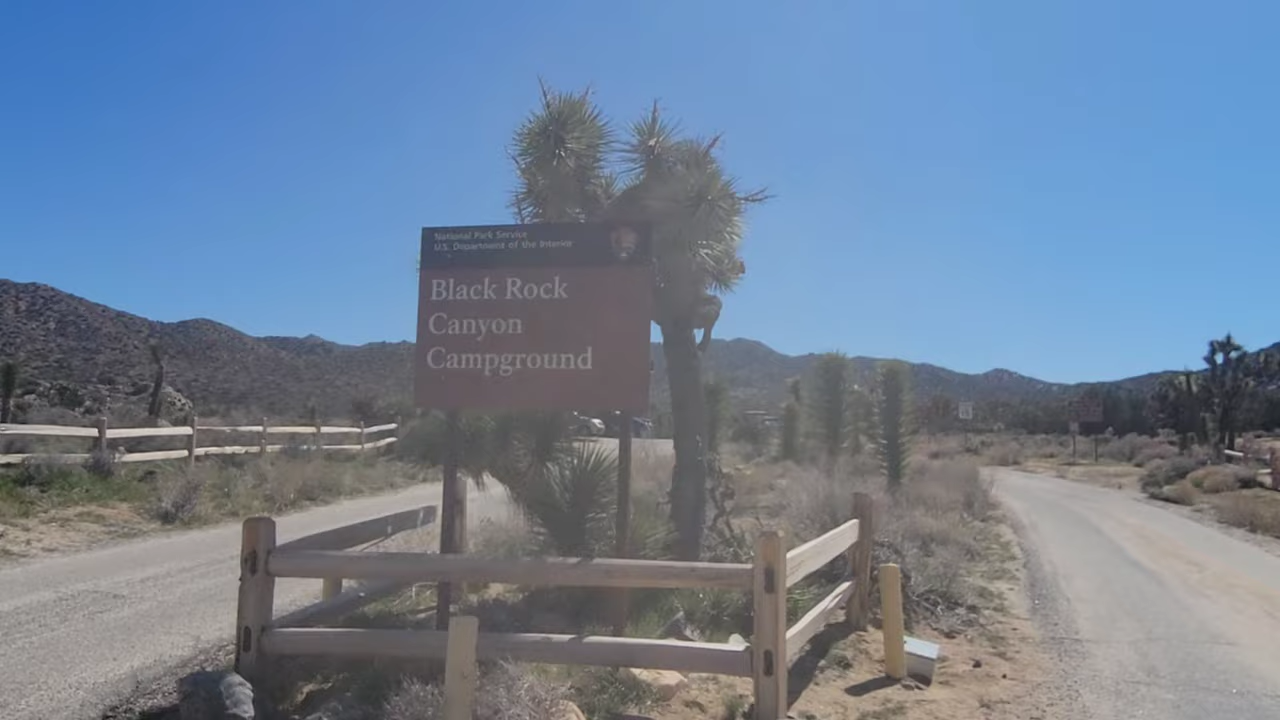 National Park Service
U.S. Department of the Interior
Black Rock
Canyon
Campground